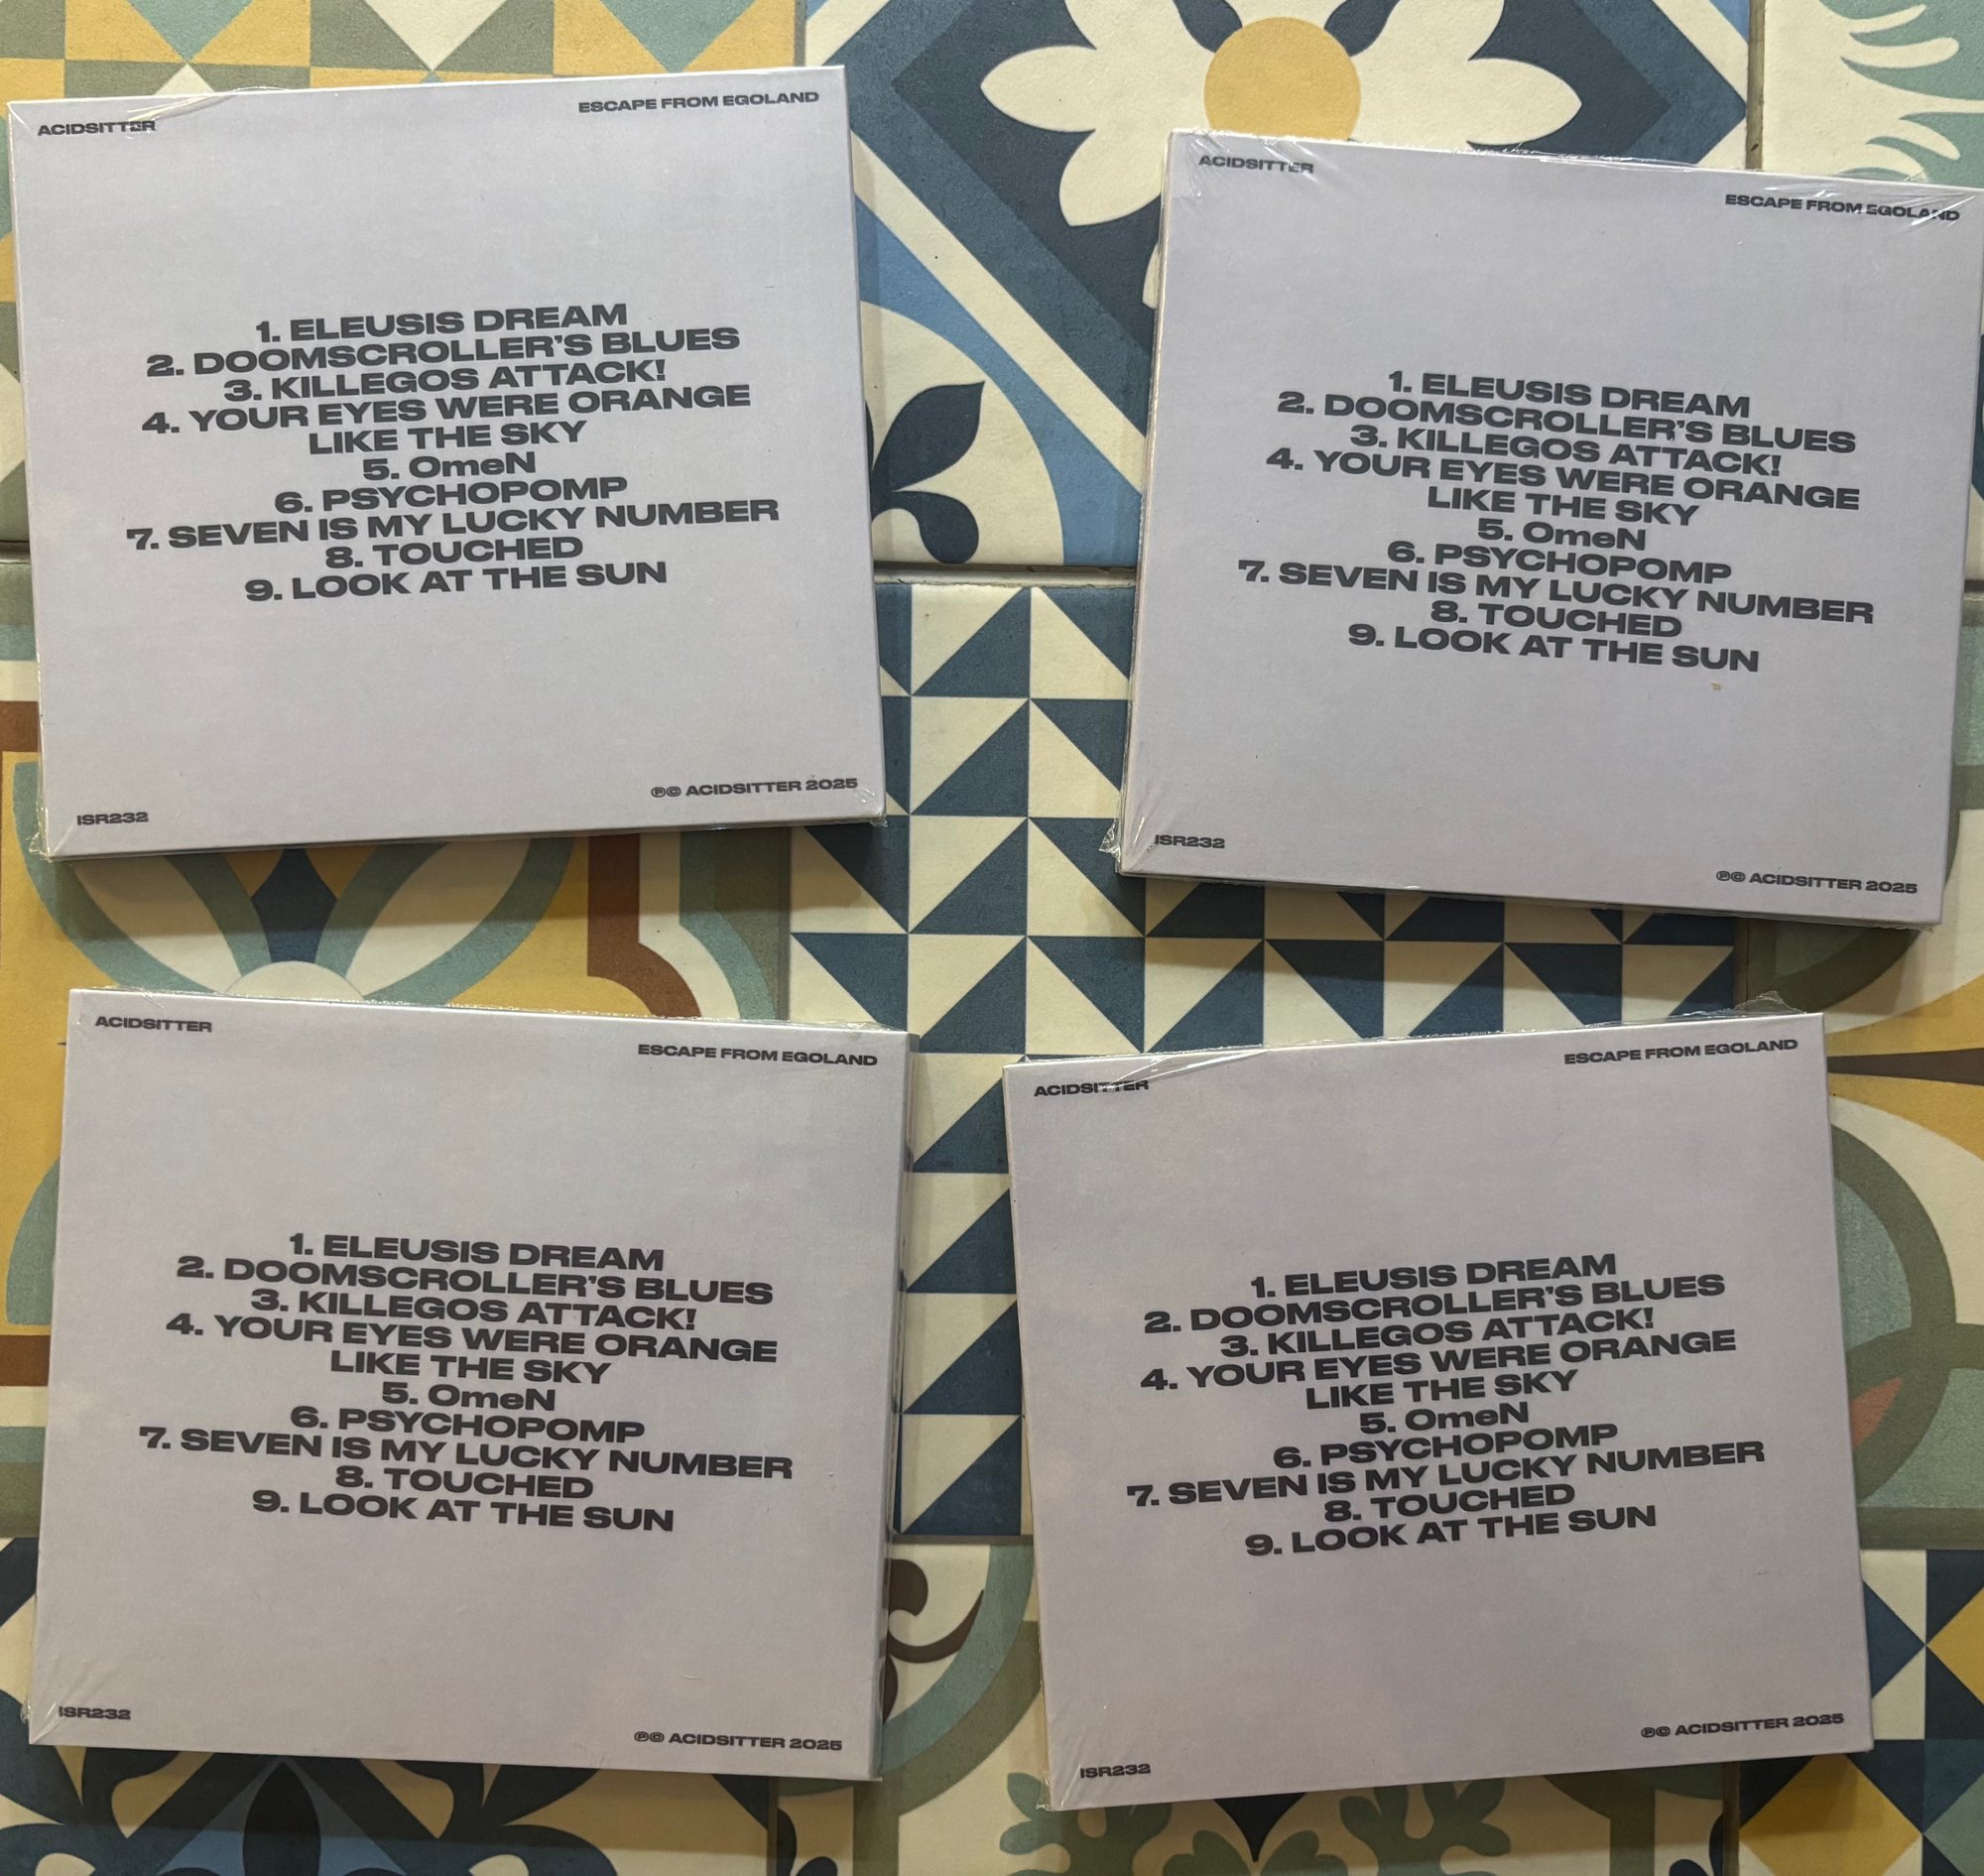 ACIDSITTER
ESCAPE FROM EGOLAND
1. ELEUSIS DREAM
2. DOOMSCROLLER'S BLUES
3. KILLEGOS ATTACK!
4. YOUR EYES WERE ORANGE
LIKE THE SKY
5. OmeN
6. PSYCHOPOMP
7. SEVEN IS MY LUCKY NUMBER
8. TOUCHED
9. LOOK AT THE SUN
ISR232
℗© ACIDSITTER 2025
ACIDSITTER
ESCAPE FROM EGOLAND
1. ELEUSIS DREAM
2. DOOMSCROLLER'S BLUES
3. KILLEGOS ATTACK!
4. YOUR EYES WERE ORANGE
LIKE THE SKY
5. OmeN
6. PSYCHOPOMP
7. SEVEN IS MY LUCKY NUMBER
8. TOUCHED
9. LOOK AT THE SUN
ISR232
℗© ACIDSITTER 2025
ACIDSITTER
ESCAPE FROM EGOLAND
1. ELEUSIS DREAM
2. DOOMSCROLLER'S BLUES
3. KILLEGOS ATTACK!
4. YOUR EYES WERE ORANGE
LIKE THE SKY
5. OmeN
6. PSYCHOPOMP
7. SEVEN IS MY LUCKY NUMBER
8. TOUCHED
9. LOOK AT THE SUN
ISR232
℗© ACIDSITTER 2025
ACIDSITTER
ESCAPE FROM EGOLAND
1. ELEUSIS DREAM
2. DOOMSCROLLER'S BLUES
3. KILLEGOS ATTACK!
4. YOUR EYES WERE ORANGE
LIKE THE SKY
5. OmeN
6. PSYCHOPOMP
7. SEVEN IS MY LUCKY NUMBER
8. TOUCHED
9. LOOK AT THE SUN
ISR232
℗© ACIDSITTER 2025